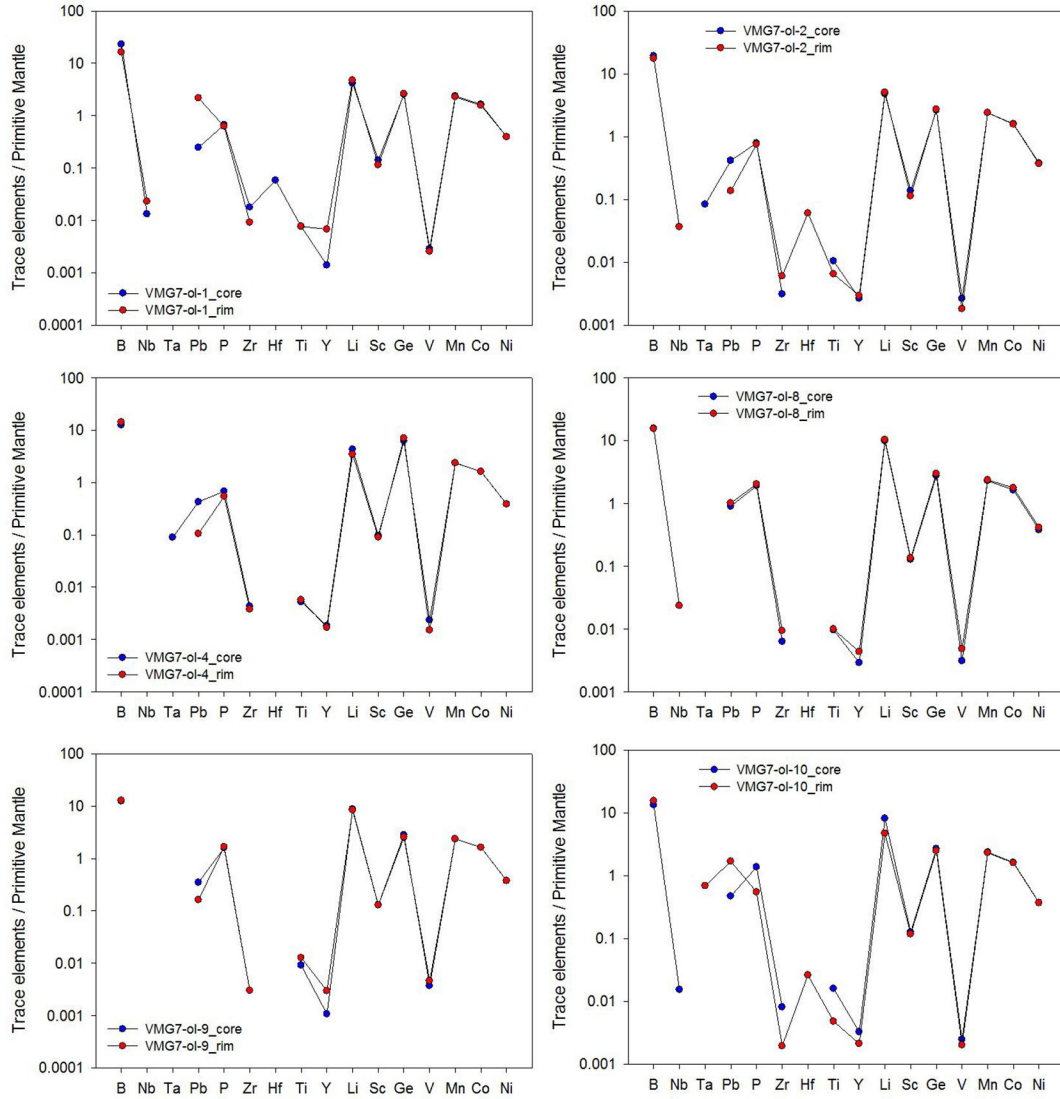 Trace elements / Primitive Mantle
100
10
1
0.1
0.01
0.001
0.0001
VMG7-ol-1_core
VMG7-ol-1_rim
B Nb Ta Pb P Zr Hf Ti Y Li Sc Ge V Mn Co Ni
Trace elements / Primitive Mantle
100
10
1
0.1
0.01
0.001
VMG7-ol-2_core
VMG7-ol-2_rim
B Nb Ta Pb P Zr Hf Ti Y Li Sc Ge V Mn Co Ni
Trace elements / Primitive Mantle
100
10
1
0.1
0.01
0.001
0.0001
VMG7-ol-4_core
VMG7-ol-4_rim
B Nb Ta Pb P Zr Hf Ti Y Li Sc Ge V Mn Co Ni
Trace elements / Primitive Mantle
100
10
1
0.1
0.01
0.001
VMG7-ol-8_core
VMG7-ol-8_rim
B Nb Ta Pb P Zr Hf Ti Y Li Sc Ge V Mn Co Ni
Trace elements / Primitive Mantle
100
10
1
0.1
0.01
0.001
0.0001
VMG7-ol-9_core
VMG7-ol-9_rim
B Nb Ta Pb P Zr Hf Ti Y Li Sc Ge V Mn Co Ni
Trace elements / Primitive Mantle
100
10
1
0.1
0.01
0.001
VMG7-ol-10_core
VMG7-ol-10_rim
B Nb Ta Pb P Zr Hf Ti Y Li Sc Ge V Mn Co Ni